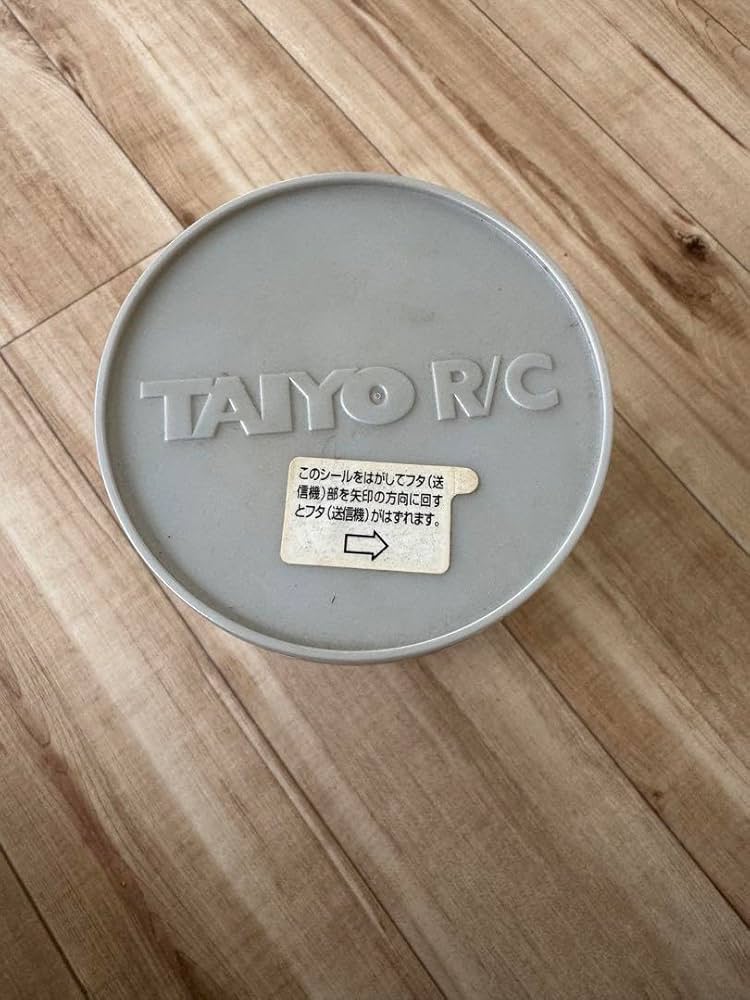 TAIYO R/C
このシールをはがしてフタ(送
信機)部を矢印の方向に回す
とフタ(送信機)がはずれます。